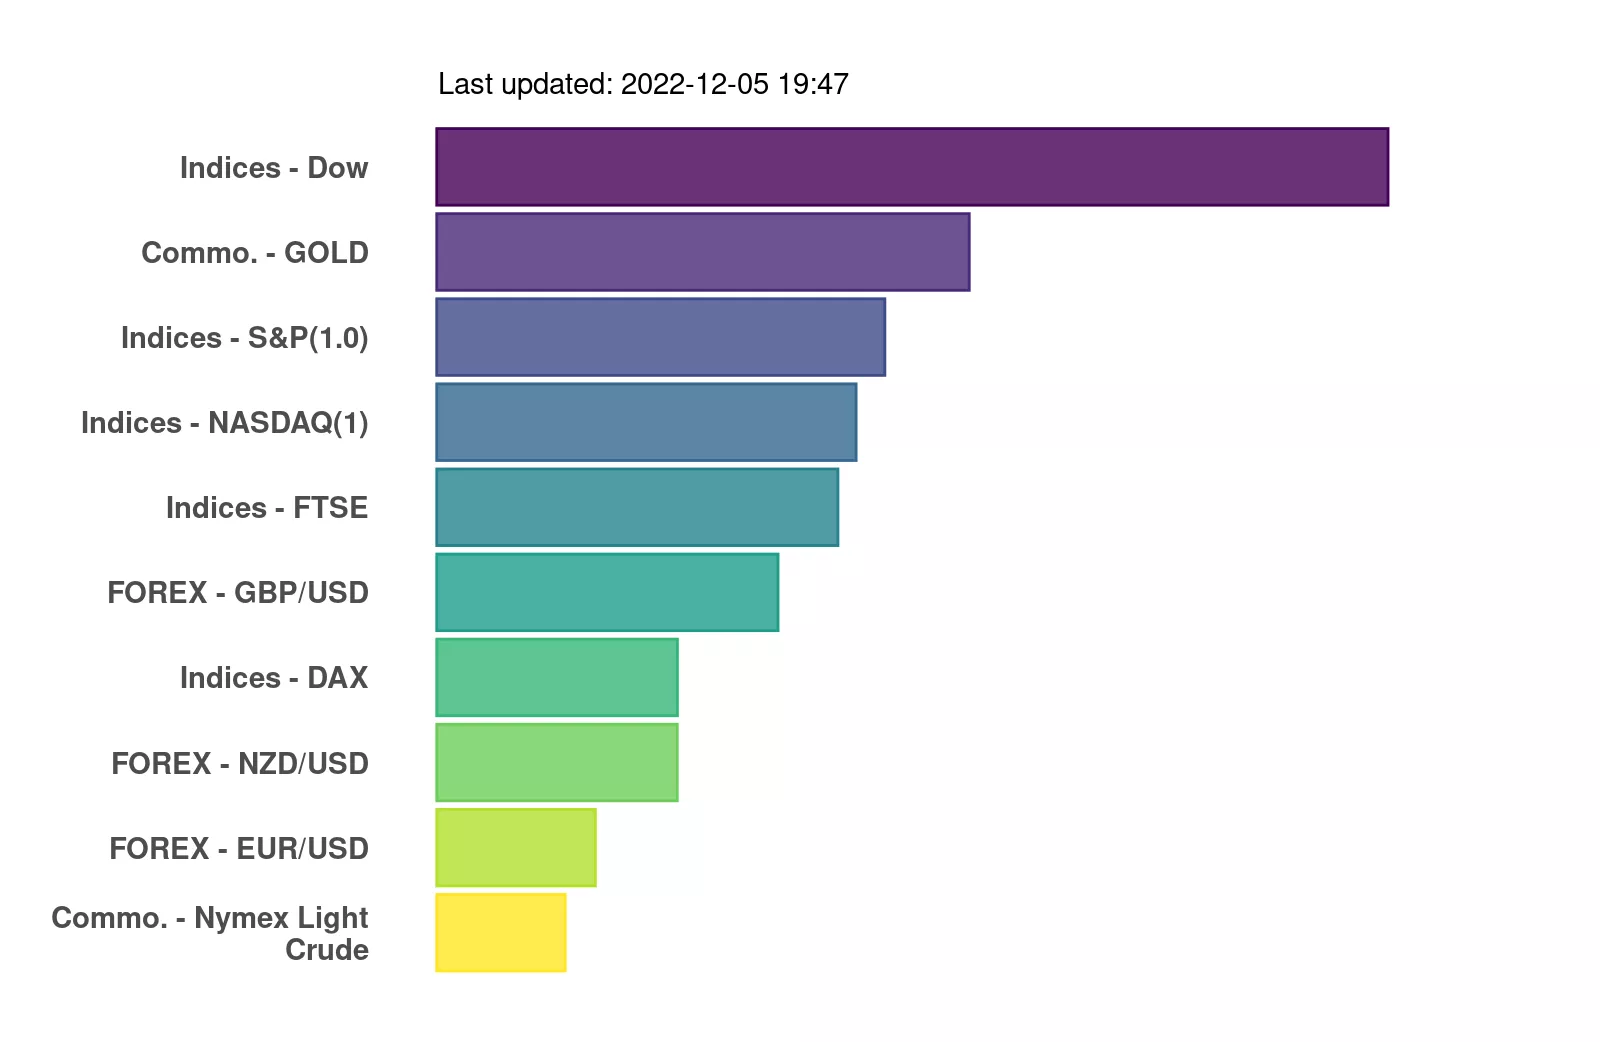 Last updated: 2022-12-05 19:47
Indices - Dow
Commo. - GOLD
Indices - S&P(1.0)
Indices - NASDAQ(1)
Indices - FTSE
FOREX - GBP/USD
Indices - DAX
FOREX - NZD/USD
FOREX - EUR/USD
Commo. - Nymex Light
Crude